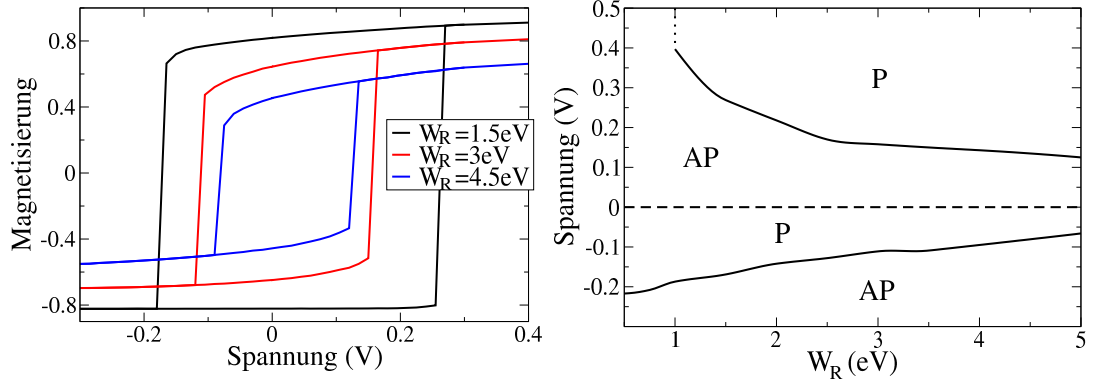 0.8
0.4
0
-0.4
-0.8
Magnetisierung
-0.2
0
0.2
0.4
Spannung (V)
W_R=1.5eV
W_R=3eV
W_R=4.5eV
0.5
0.4
0.3
0.2
0.1
0
-0.1
-0.2
Spannung (V)
P
AP
P
AP
1
2
3
4
5
W_R (eV)